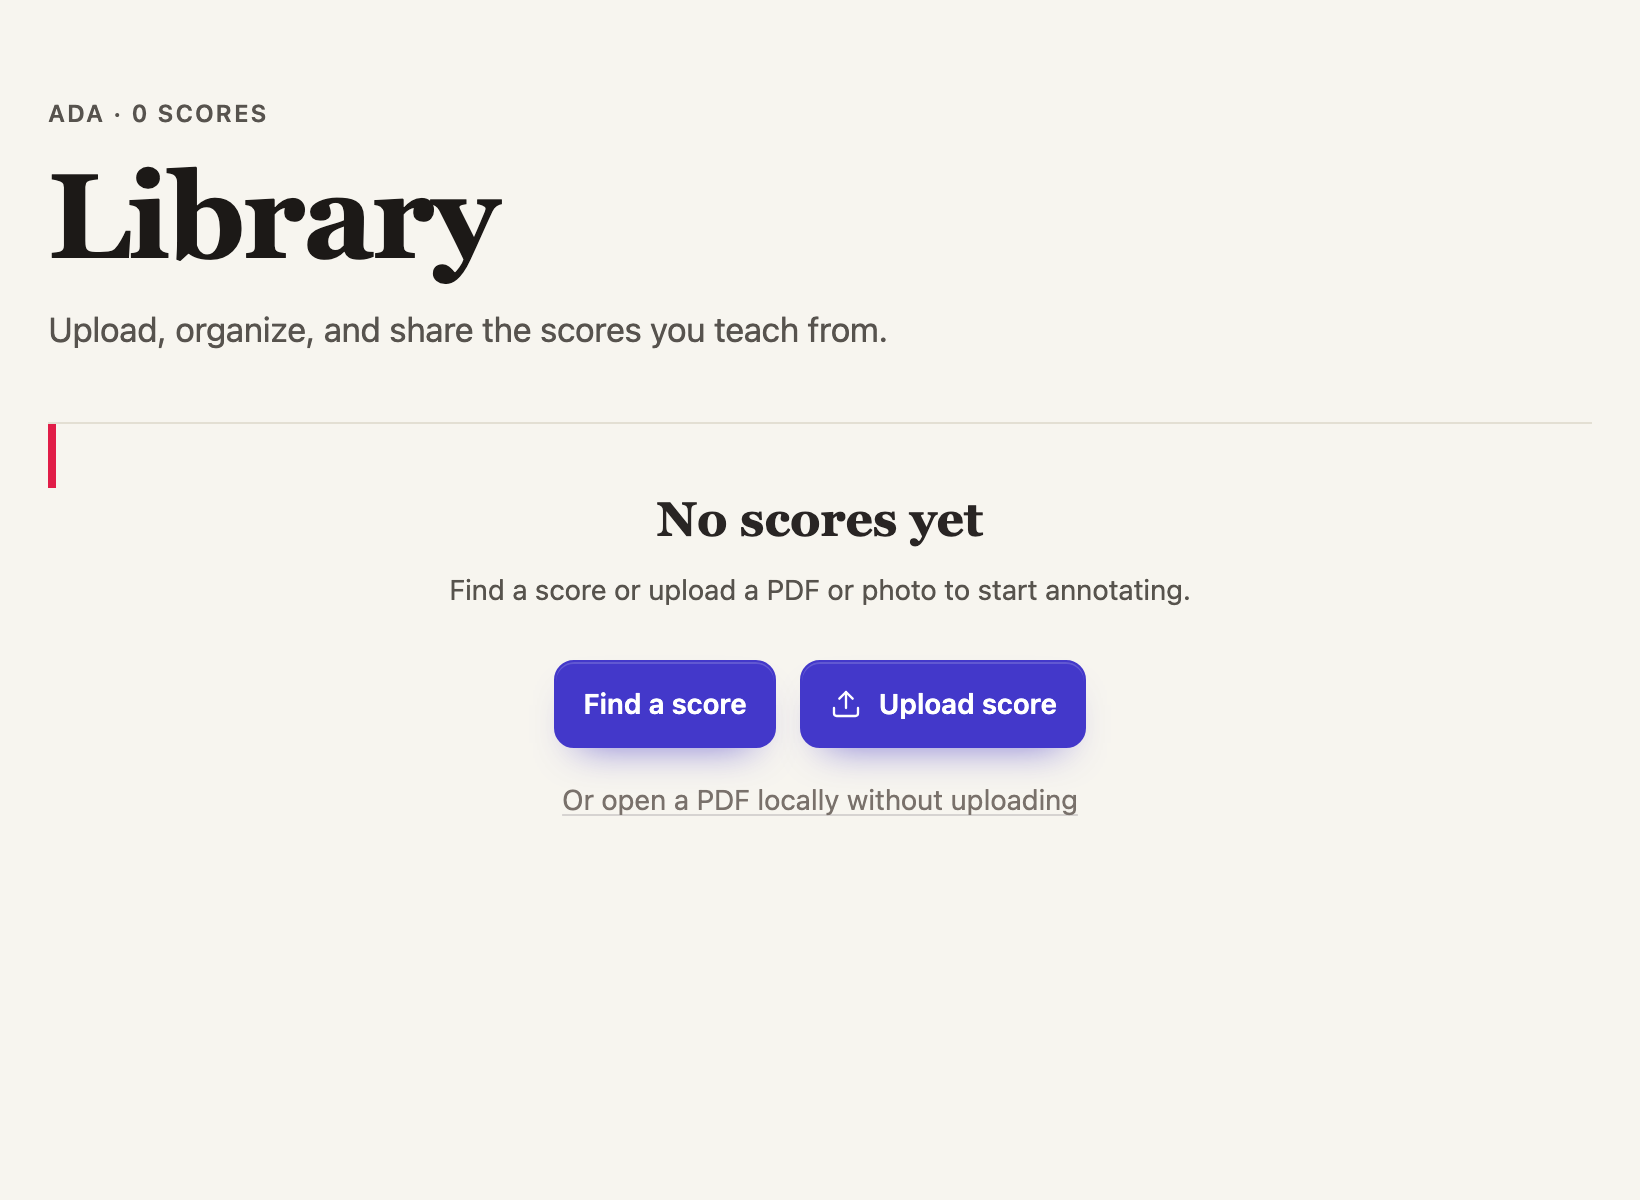 ADA · 0 SCORES
Library
Upload, organize, and share the scores you teach from.
No scores yet
Find a score or upload a PDF or photo to start annotating.
Find a score
Upload score
Or open a PDF locally without uploading